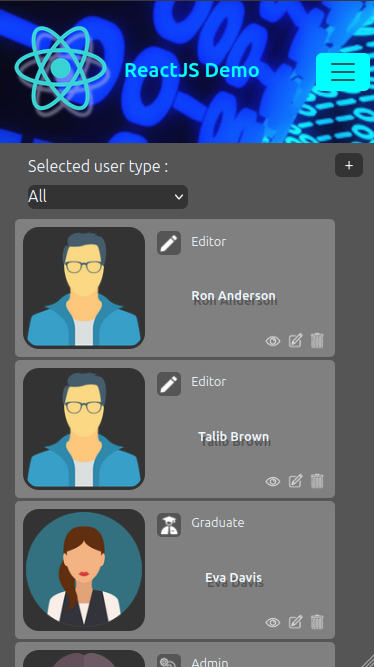 ReactJS Demo
Selected user type :
+
All
Editor
Ron Anderson
Editor
Talib Brown
Graduate
Eva Davis
Admin